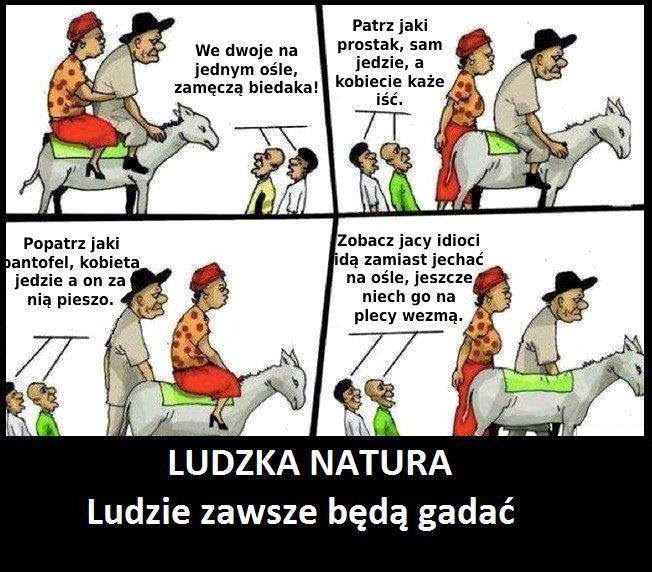 We dwoje na
jednym ośle,
zamęczą biedaka!
Patrz jaki
prostak, sam
jedzie, a
kobiecie każe
iść.
Popatrz jaki
pantofel, kobieta
jedzie a on za
nią pieszo.
Zobacz jacy idioci
idą zamiast jechać
na ośle, jeszcze
niech go na
plecy wezmą.
LUDZKA NATURA
Ludzie zawsze będą gadać